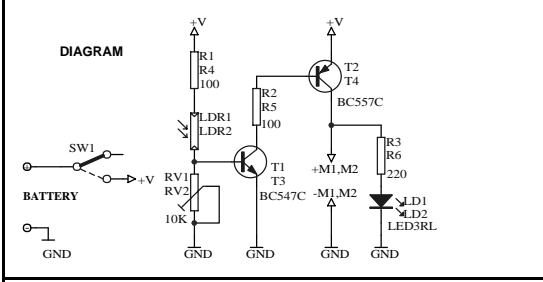 DIAGRAM
+V
+V
R1
R4
100
T2
T4
BC557C
R2
R5
100
LDR1
LDR2
SW1
+V
BATTERY
T1
T3
BC547C
RV1
RV2
10K
+M1,M2
-M1,M2
R3
R6
220
LD1
LD2
LED3RL
GND
GND
GND
GND
GND